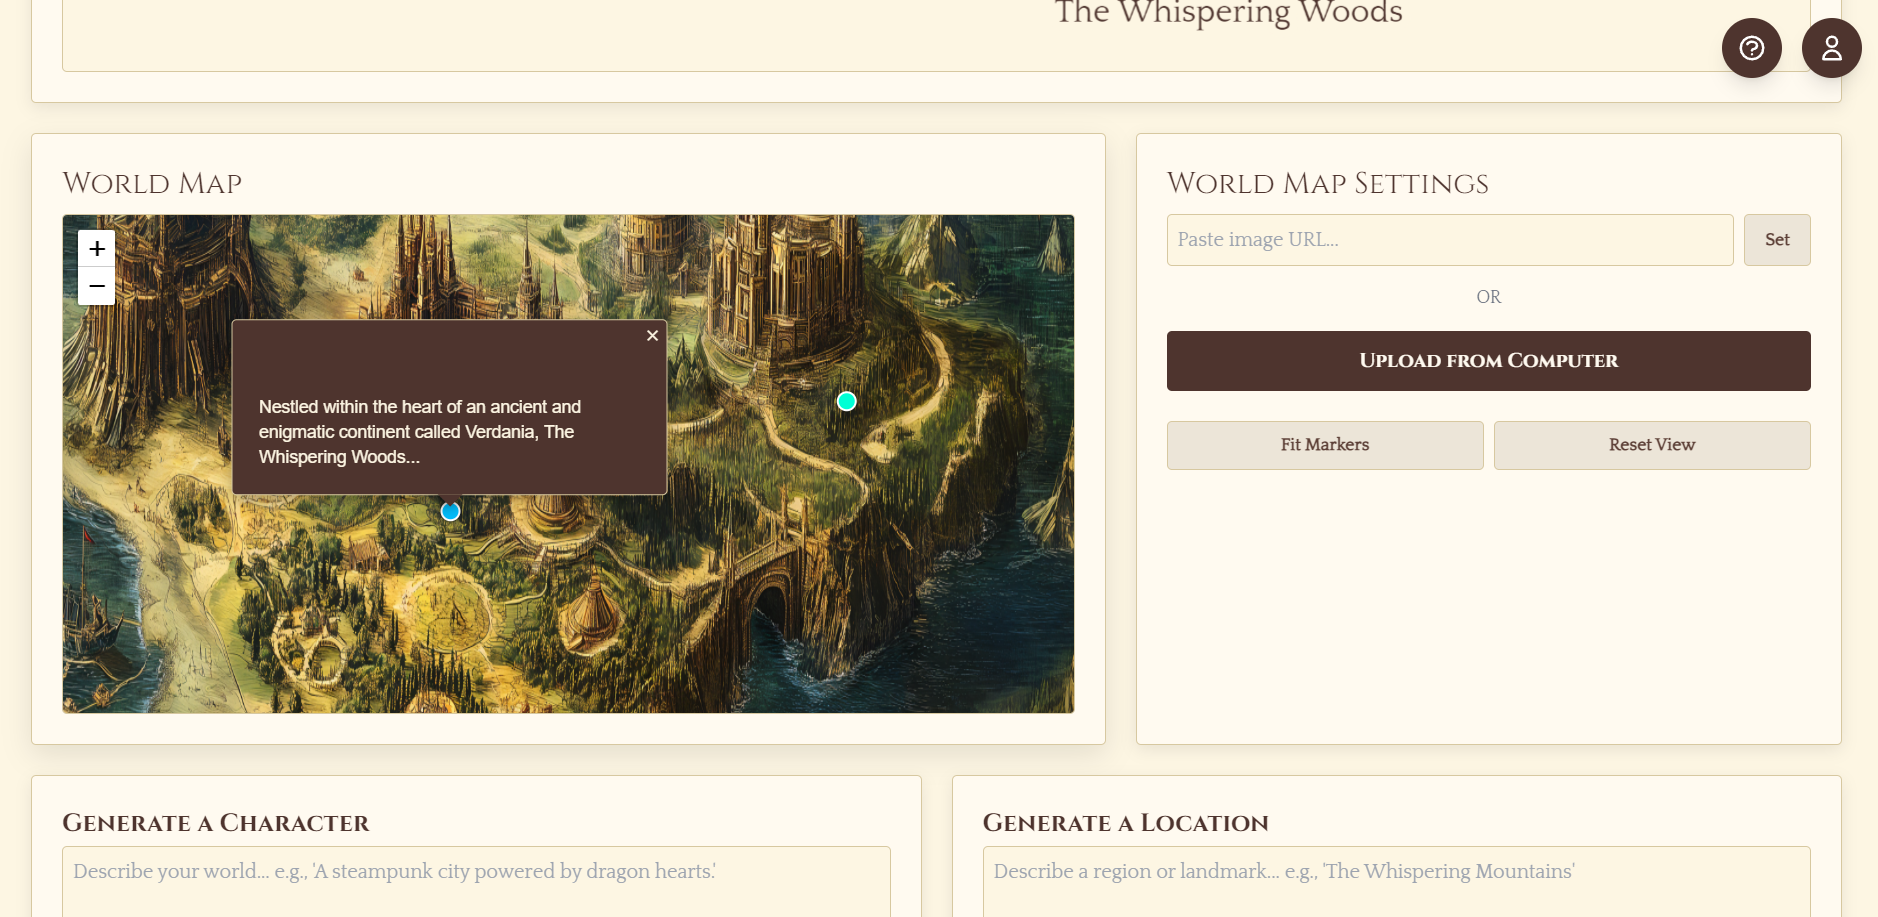 The Whispering Woods
World Map
+
−
×
Nestled within the heart of an ancient and
enigmatic continent called Verdania, The
Whispering Woods...
World Map Settings
Paste image URL...
Set
OR
Upload from Computer
Fit Markers
Reset View
Generate a Character
Describe your world... e.g., 'A steampunk city powered by dragon hearts.'
Generate a Location
Describe a region or landmark... e.g., 'The Whispering Mountains'